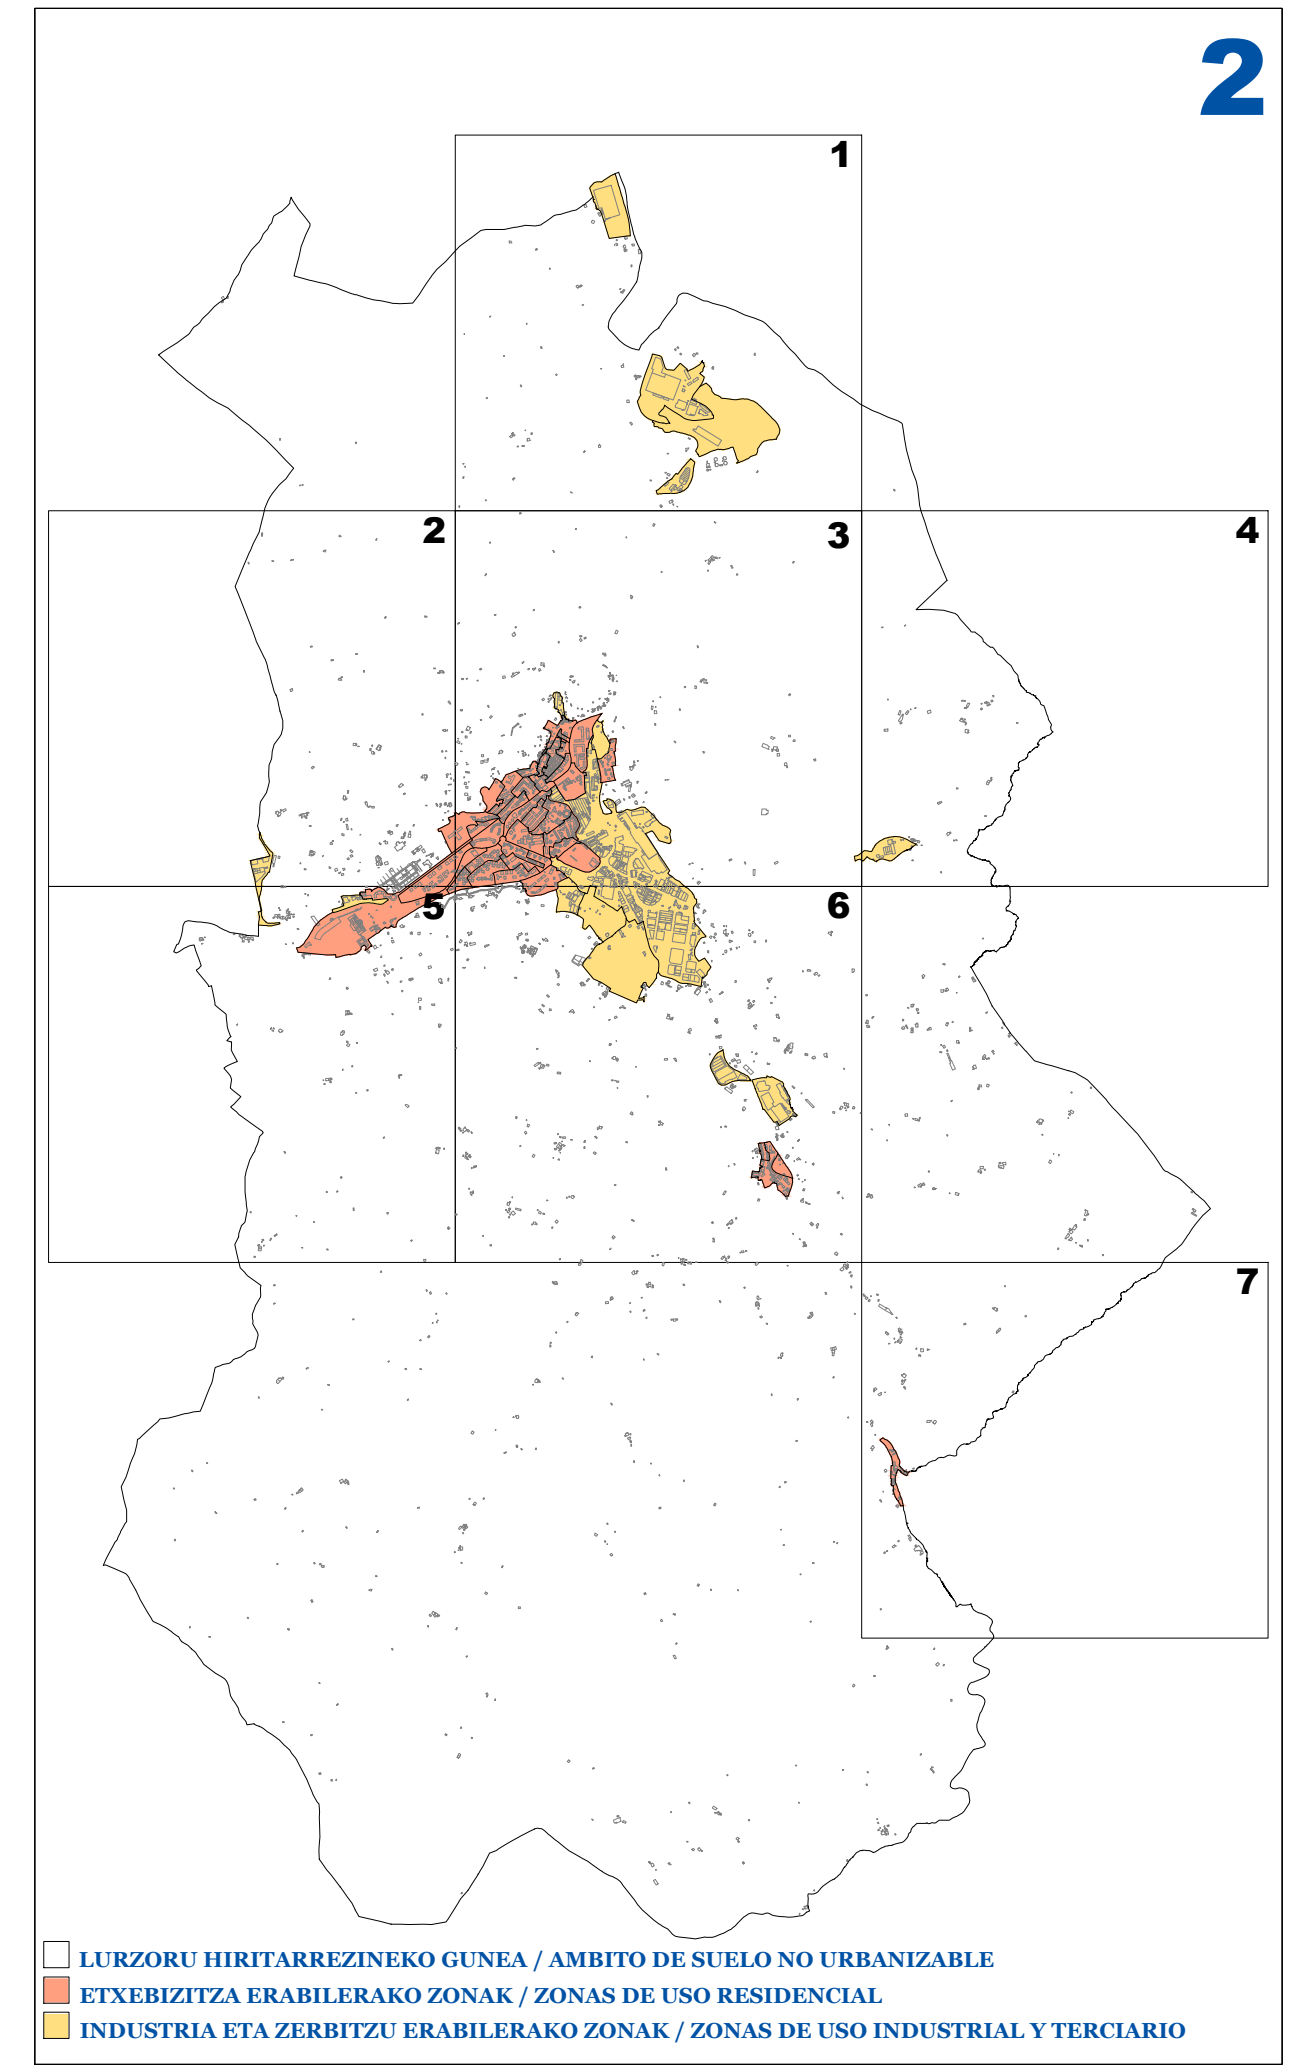 2
1
2
3
4
5
6
7
LURZORU HIRITARREZINEKO GUNEA / AMBITO DE SUELO NO URBANIZABLE
ETXEBIZITZA ERABILERAKO ZONAK / ZONAS DE USO RESIDENCIAL
INDUSTRIA ETA ZERBITZU ERABILERAKO ZONAK / ZONAS DE USO INDUSTRIAL Y TERCIARIO